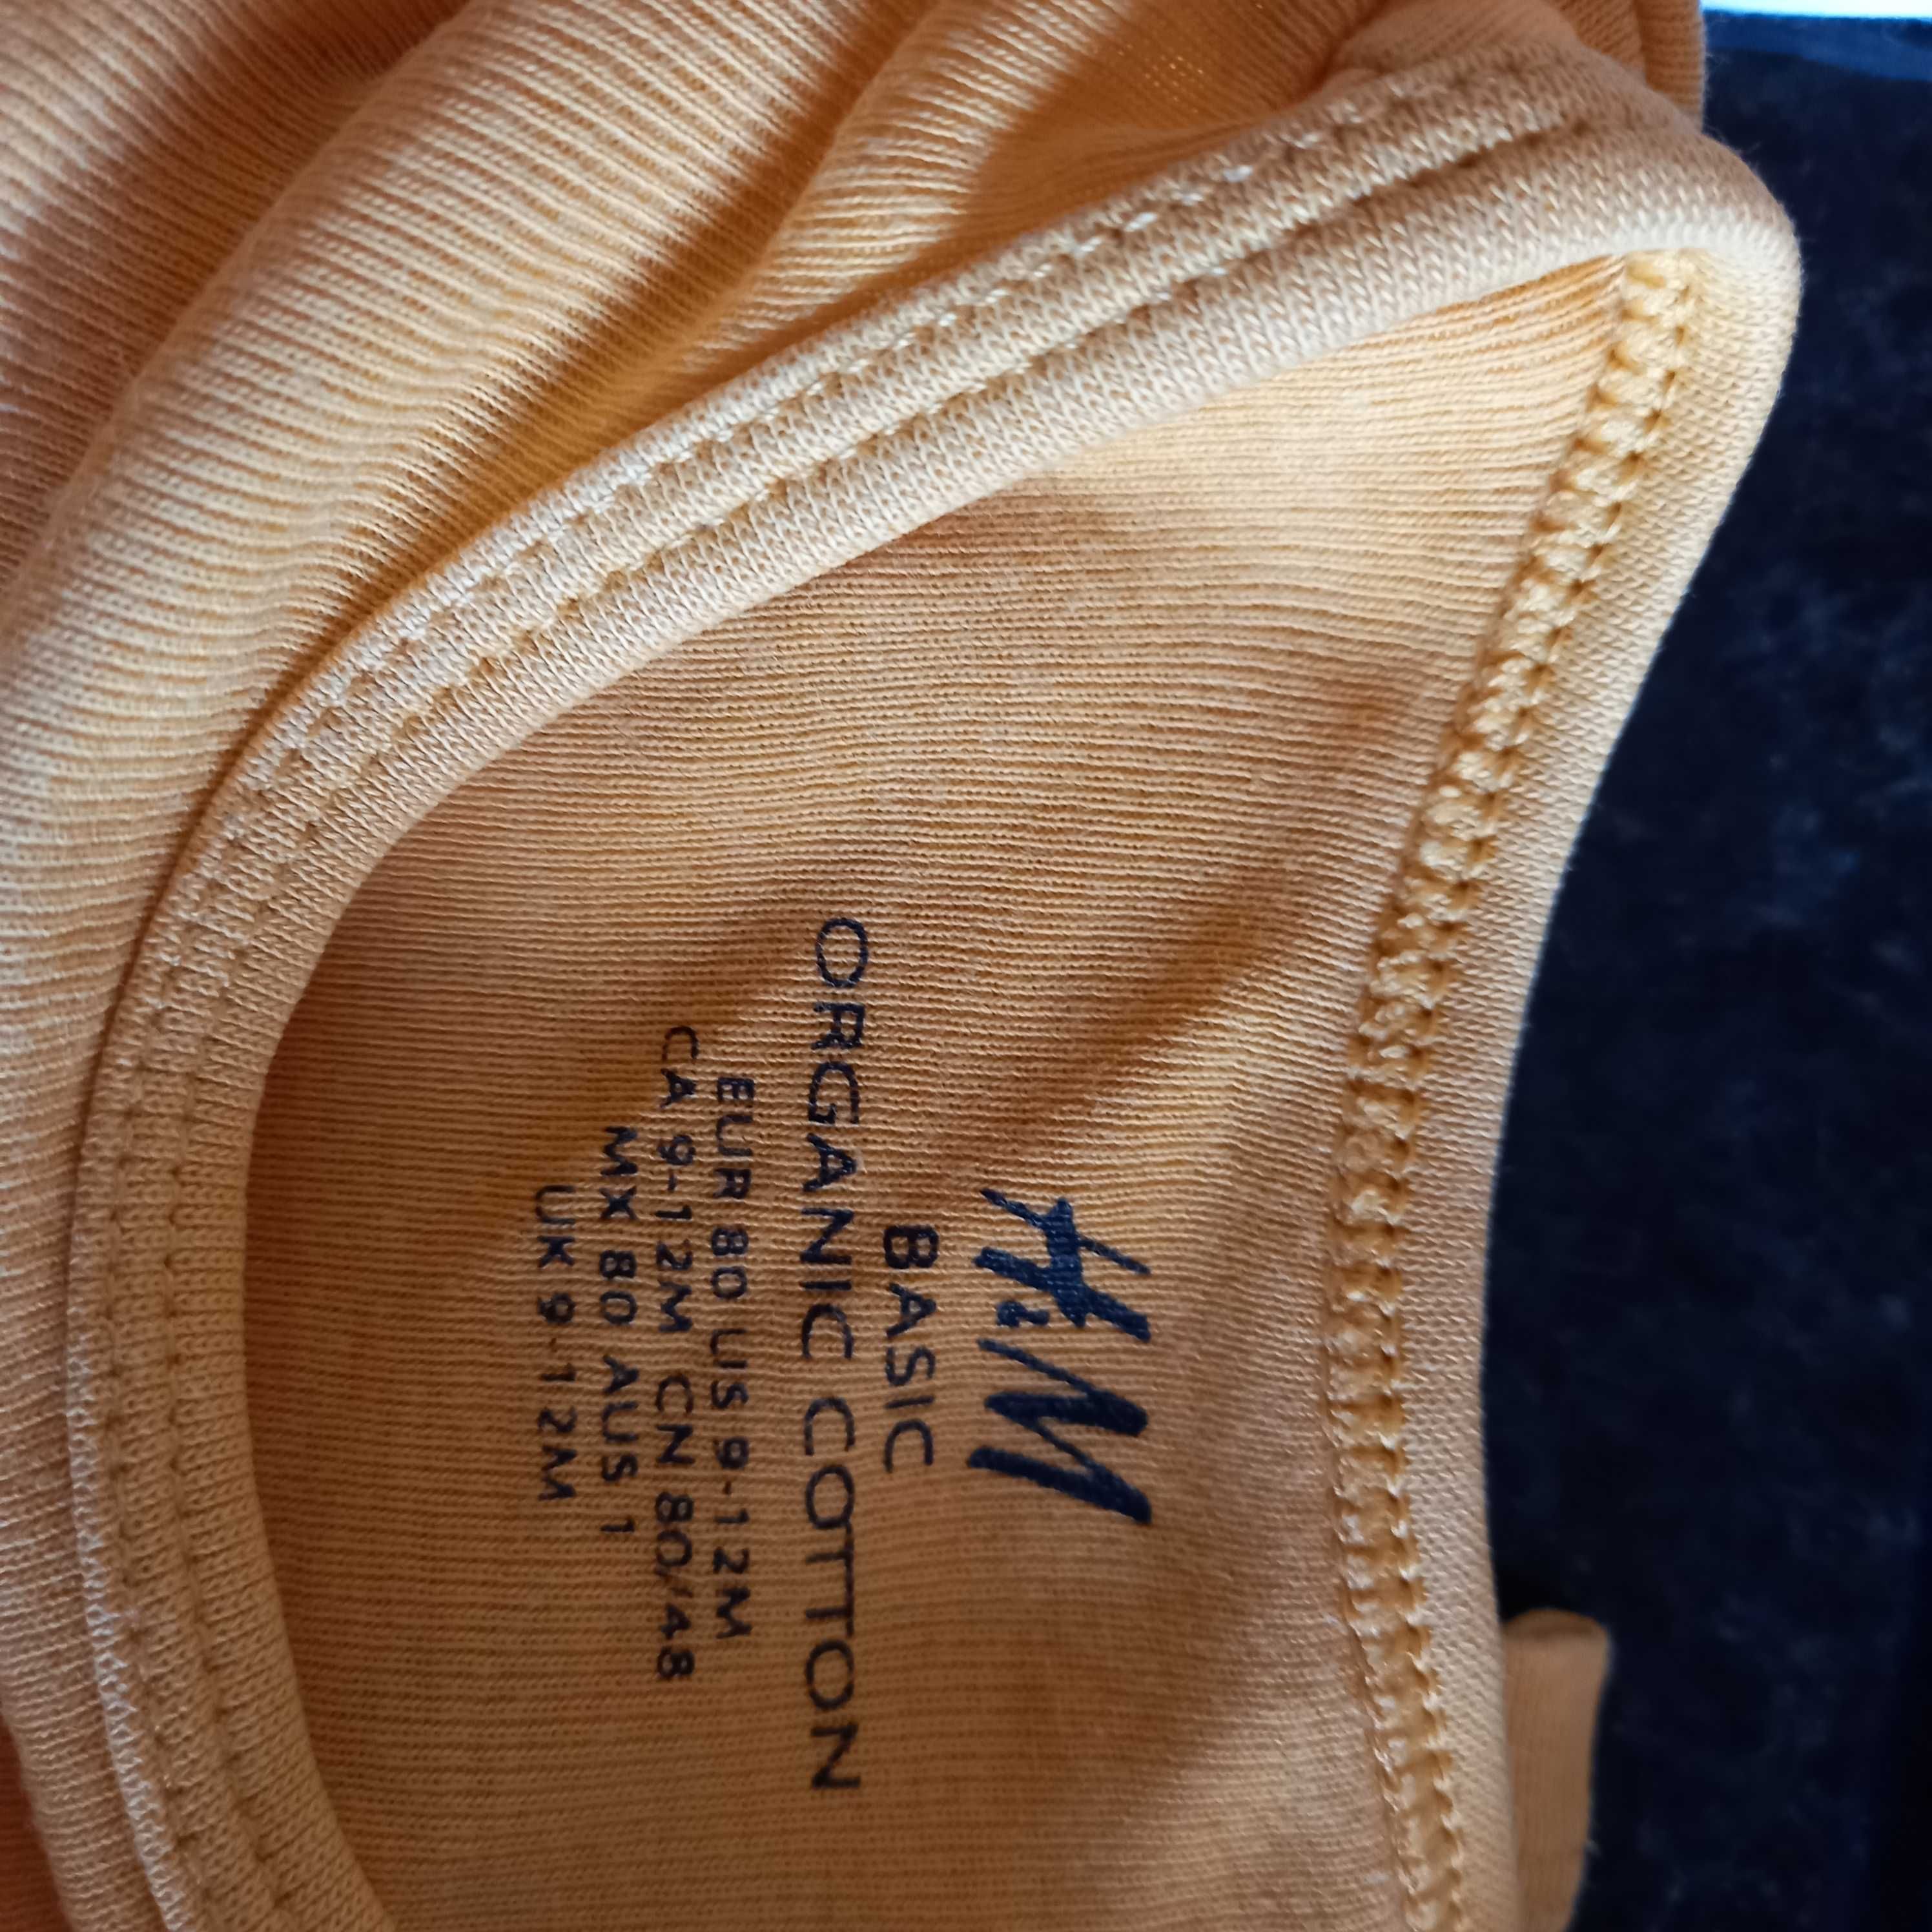 H&M
BASIC
ORGANIC COTTON
EUR 80 US 9-12M
CA 9-12M CN 80/48
MX 80 AUS 1
UK 9-12M